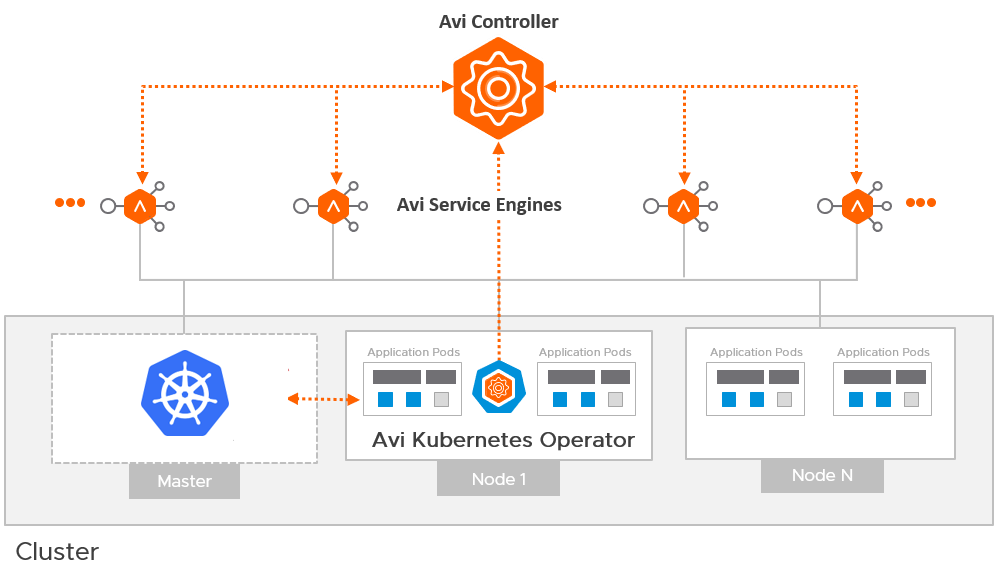 Avi Controller
Avi Service Engines
Application Pods
Application Pods
Application Pods
Application Pods
Avi Kubernetes Operator
Master
Node 1
Node N
Cluster